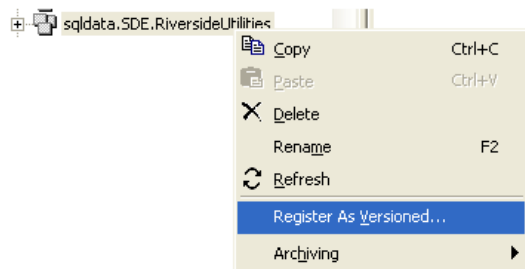 sqldata.SDE.RiversideUtilities
Copy Ctrl+C
Paste Ctrl+V
Delete
Rename F2
Refresh
Register As Versioned...
Archiving